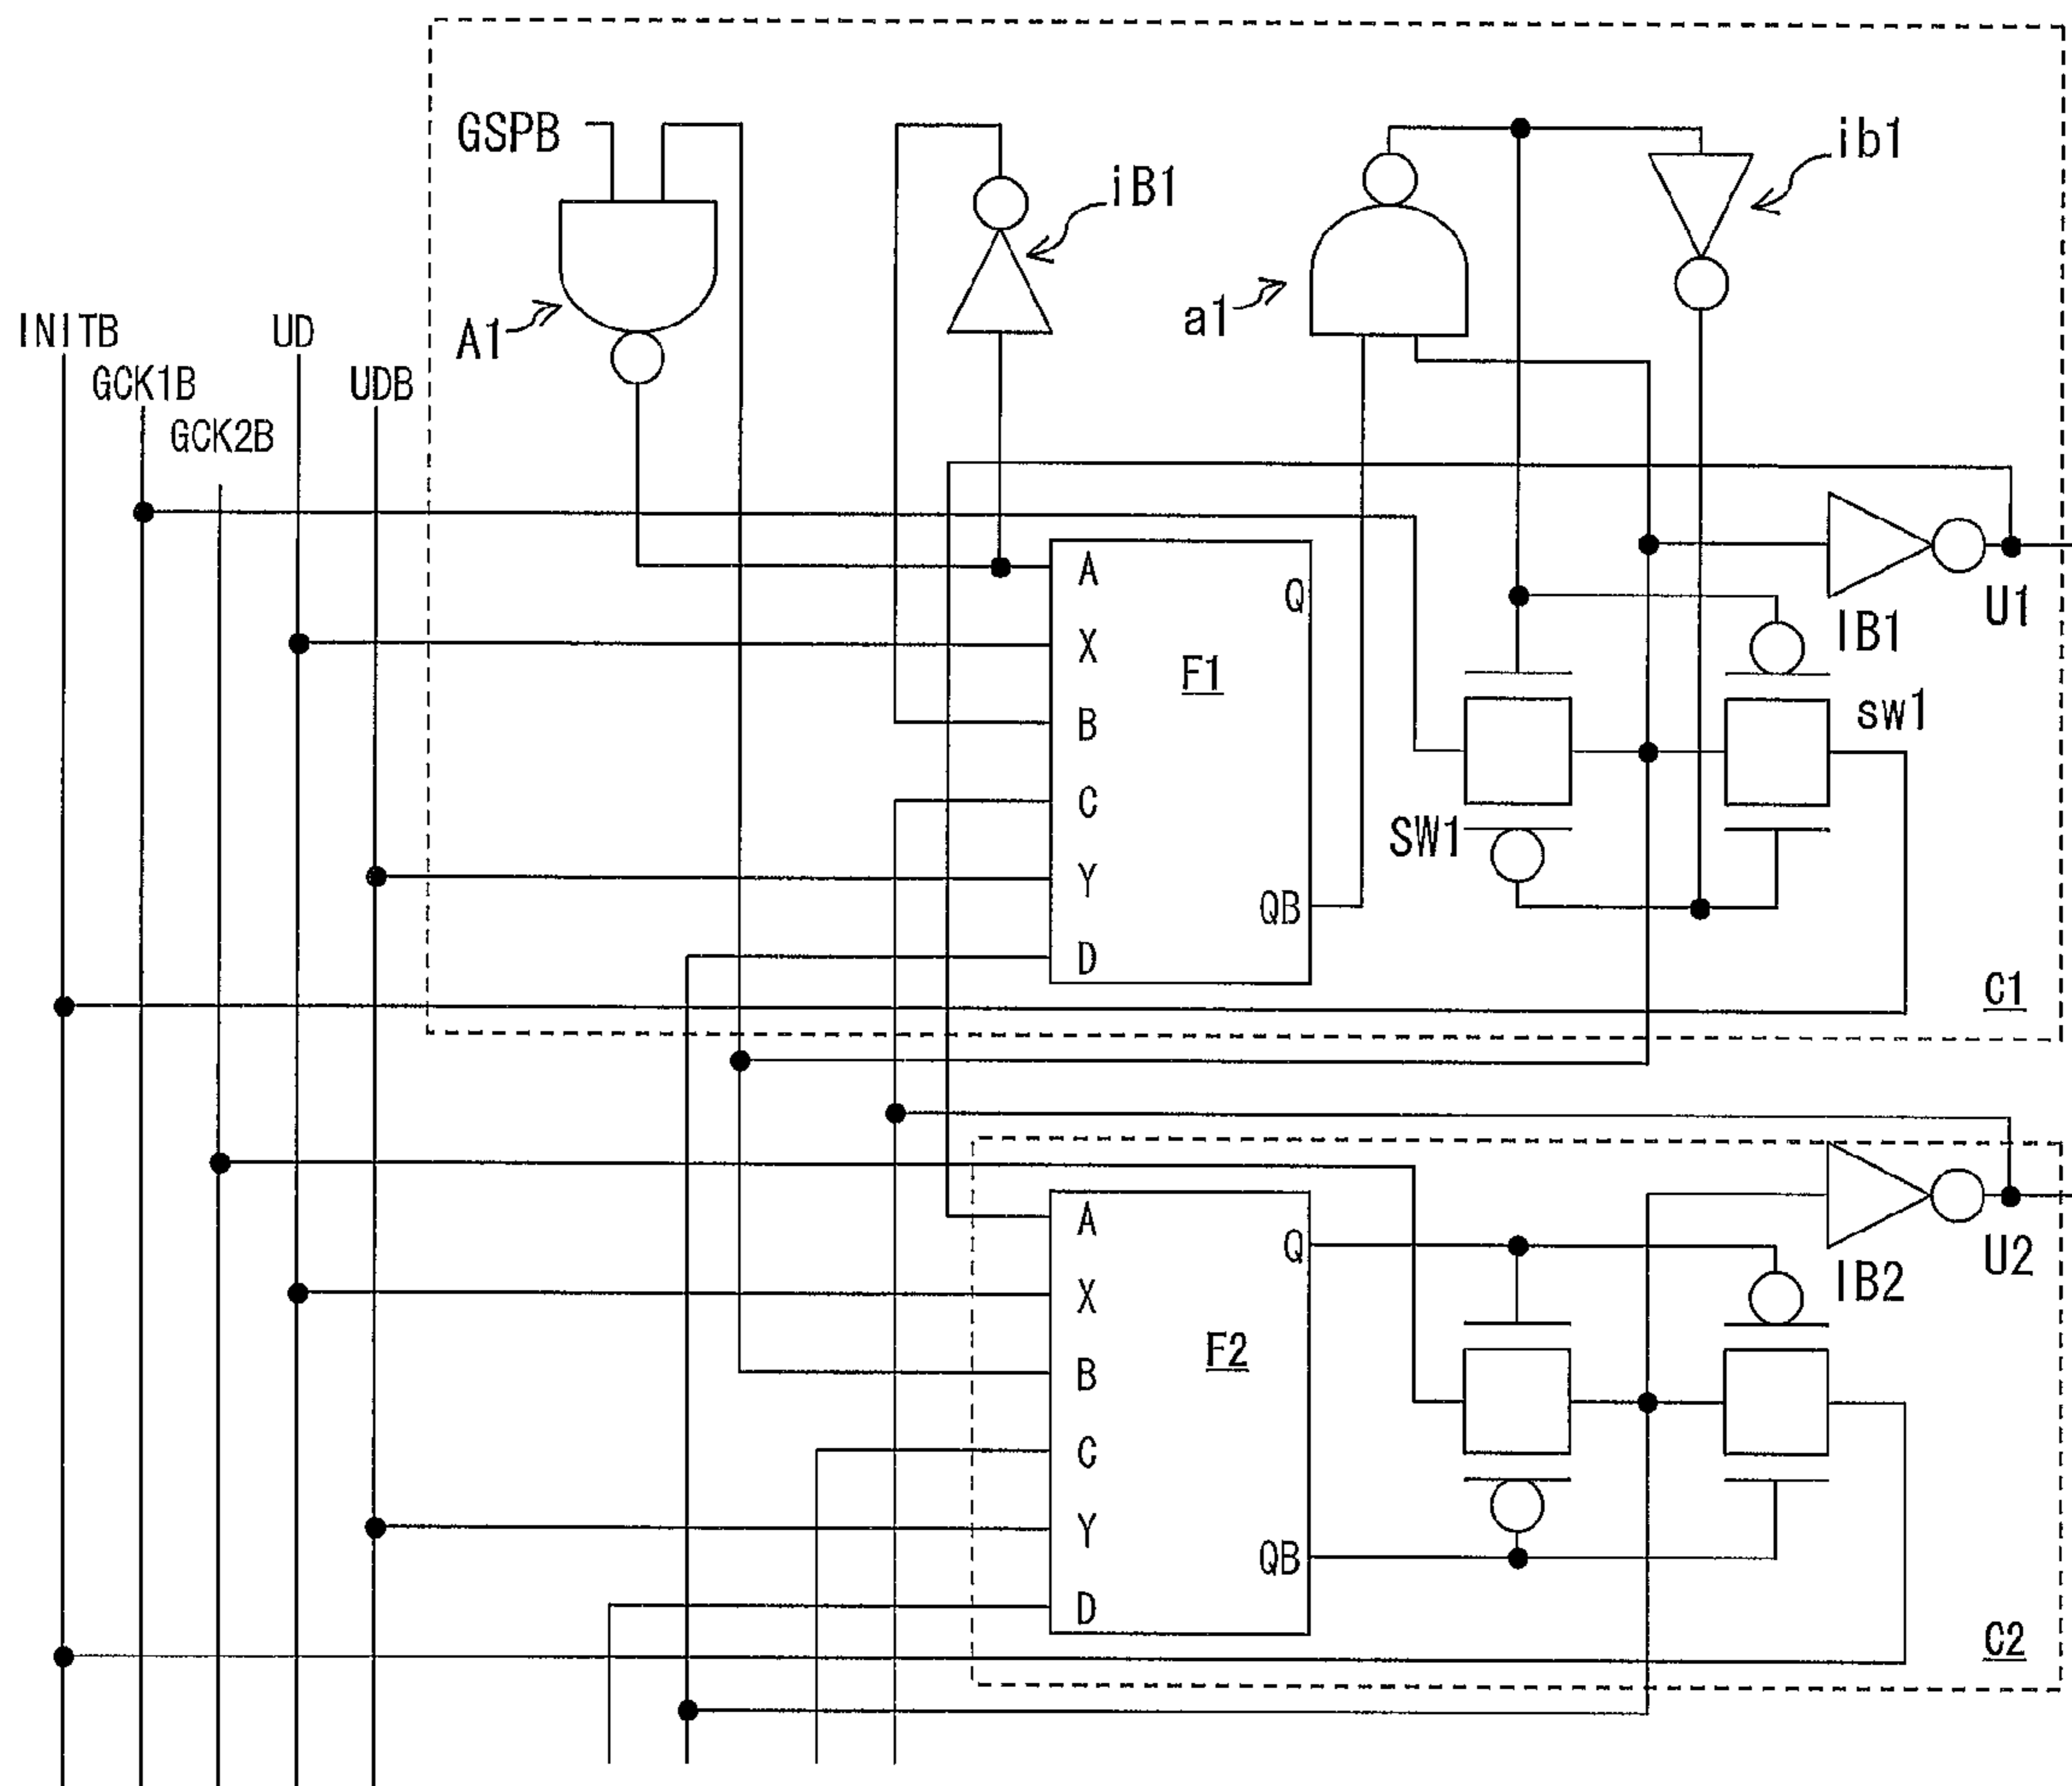 GSPB
iB1
ib1
A1
a1
INITB
UD
GCK1B
UDB
GCK2B
A
Q
U1
IB1
X
F1
B
sw1
C
SW1
Y
QB
D
C1
A
Q
U2
IB2
X
F2
B
C
Y
QB
D
C2